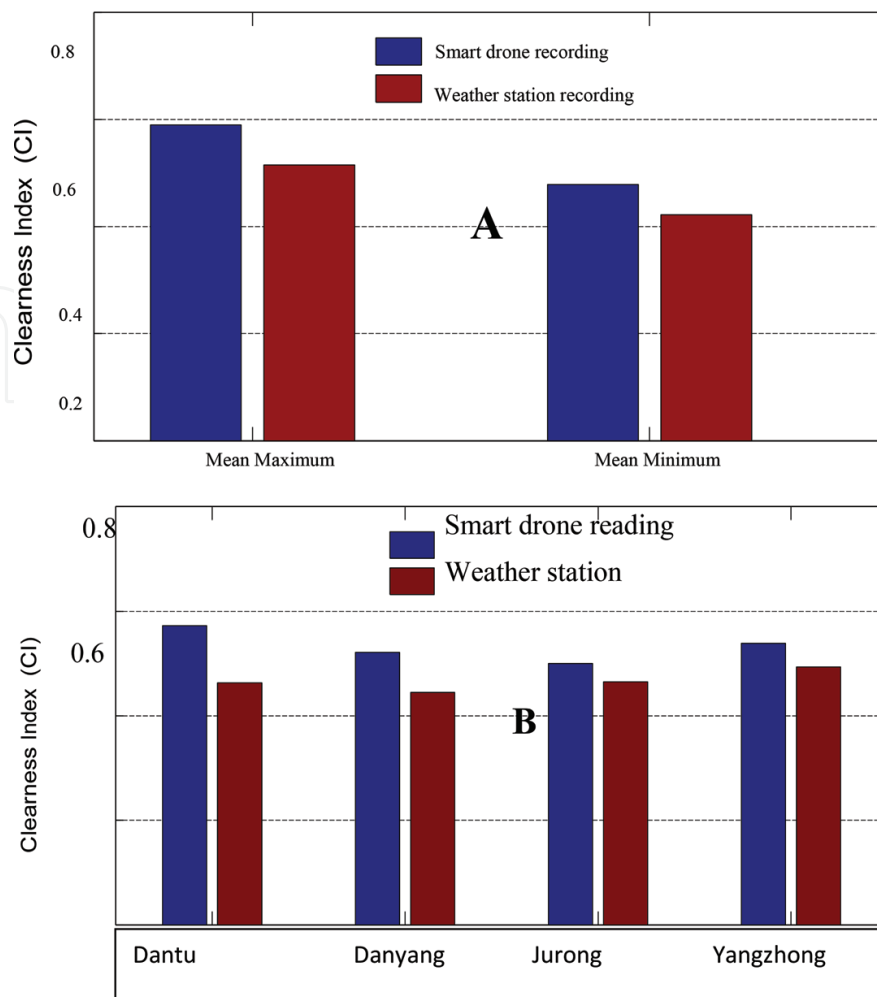 0.8
Smart drone recording
Weather station recording
Clearness Index (CI)
0.6
A
0.4
0.2
Mean Maximum Mean Minimum
0.8
Smart drone reading
Weather station
Clearness Index (CI)
0.6
B
Dantu Danyang Jurong Yangzhong